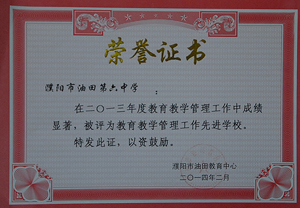 荣誉证书
濮阳市油田第六中学：
在二〇一三年度教育教学管理工作中成绩
显著，被评为教育教学管理工作先进学校。
特发此证，以资鼓励。
濮阳市油田教育中心
二〇一四年二月